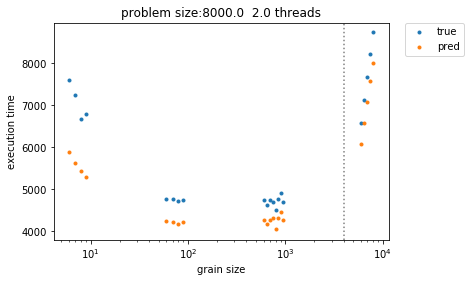 problem size:8000.0  2.0 threads
true
pred
execution time
8000
7000
6000
5000
4000
10¹
10²
10³
10⁴
grain size